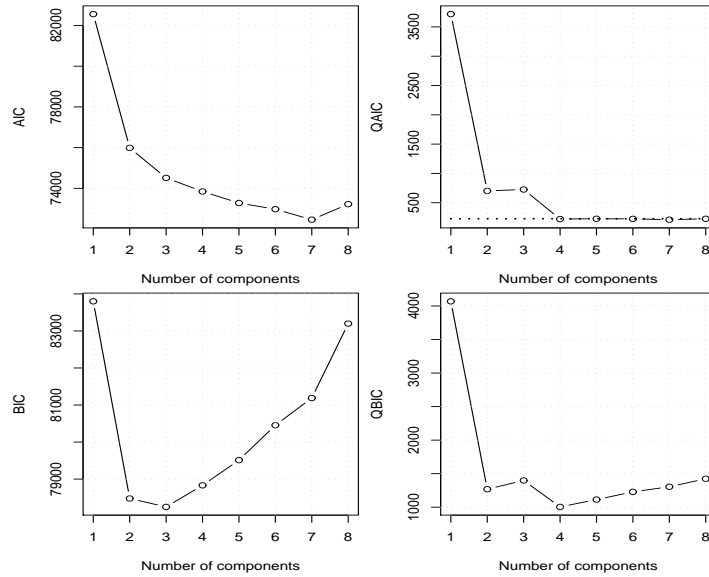 AIC
74000 78000 82000
1 2 3 4 5 6 7 8
Number of components
QAIC
500 1500 2500 3500
1 2 3 4 5 6 7 8
Number of components
BIC
79000 81000 83000
1 2 3 4 5 6 7 8
Number of components
QBIC
1000 2000 3000 4000
1 2 3 4 5 6 7 8
Number of components